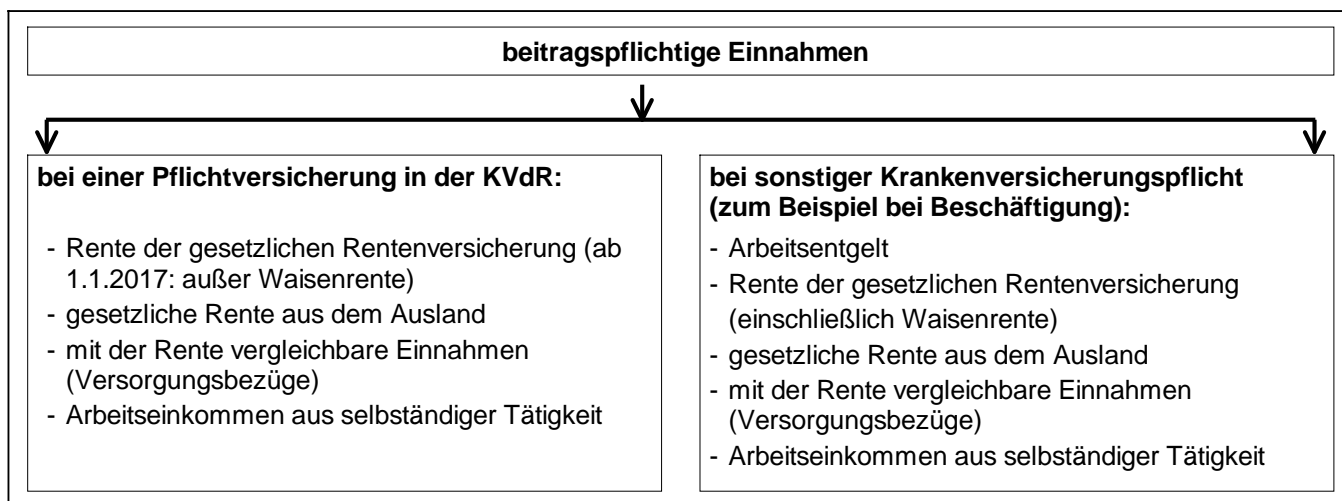 beitragspflichtige Einnahmen
bei einer Pflichtversicherung in der KVdR:
- Rente der gesetzlichen Rentenversicherung (ab
1.1.2017: außer Waisenrente)
- gesetzliche Rente aus dem Ausland
- mit der Rente vergleichbare Einnahmen
(Versorgungsbezüge)
- Arbeitseinkommen aus selbständiger Tätigkeit
bei sonstiger Krankenversicherungspflicht
(zum Beispiel bei Beschäftigung):
- Arbeitsentgelt
- Rente der gesetzlichen Rentenversicherung
(einschließlich Waisenrente)
- gesetzliche Rente aus dem Ausland
- mit der Rente vergleichbare Einnahmen
(Versorgungsbezüge)
- Arbeitseinkommen aus selbständiger Tätigkeit